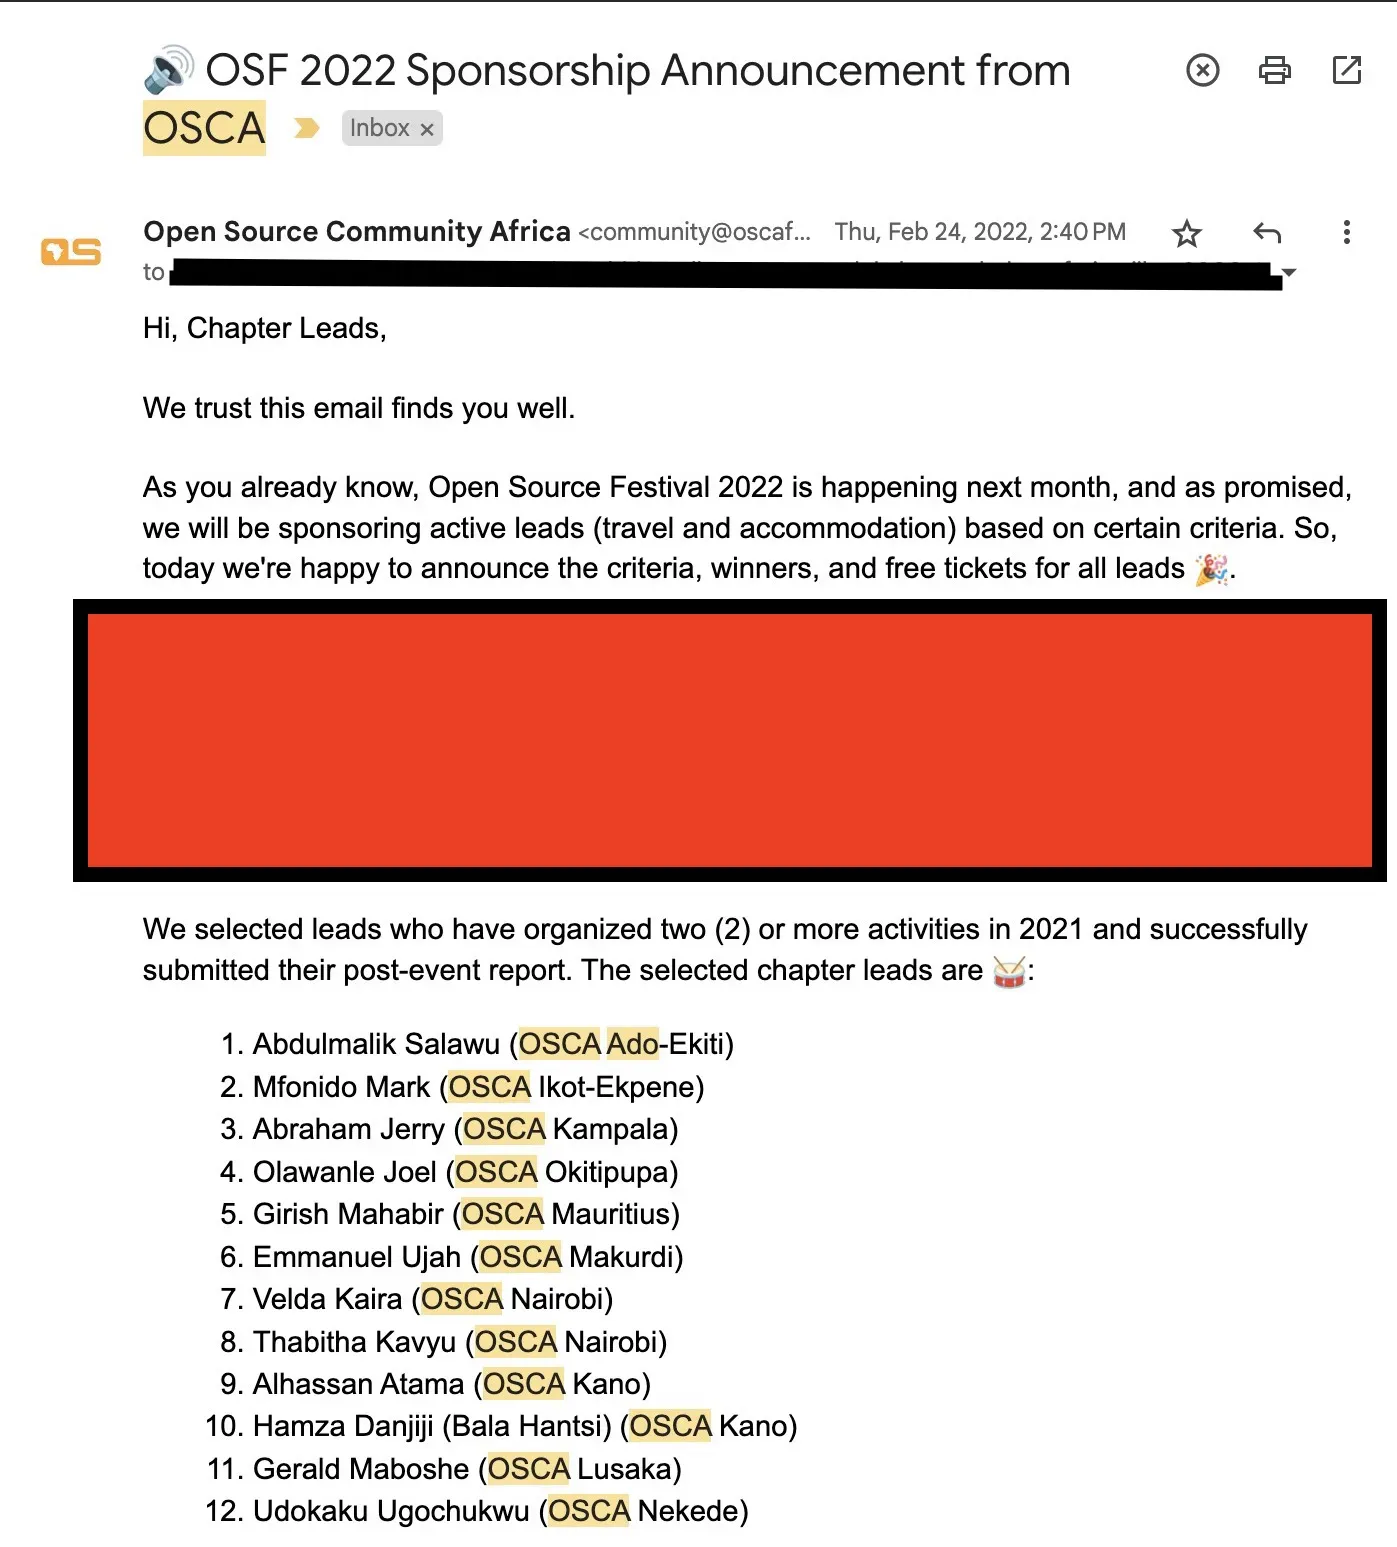 🔊 OSF 2022 Sponsorship Announcement from
OSCA Inbox ×
Open Source Community Africa <community@oscaf... Thu, Feb 24, 2022, 2:40 PM
to
Hi, Chapter Leads,
We trust this email finds you well.
As you already know, Open Source Festival 2022 is happening next month, and as promised,
we will be sponsoring active leads (travel and accommodation) based on certain criteria. So,
today we're happy to announce the criteria, winners, and free tickets for all leads 🎉.
We selected leads who have organized two (2) or more activities in 2021 and successfully
submitted their post-event report. The selected chapter leads are 🥁:
1. Abdulmalik Salawu (OSCA Ado-Ekiti)
2. Mfonido Mark (OSCA Ikot-Ekpene)
3. Abraham Jerry (OSCA Kampala)
4. Olawanle Joel (OSCA Okitipupa)
5. Girish Mahabir (OSCA Mauritius)
6. Emmanuel Ujah (OSCA Makurdi)
7. Velda Kaira (OSCA Nairobi)
8. Thabitha Kavyu (OSCA Nairobi)
9. Alhassan Atama (OSCA Kano)
10. Hamza Danjiji (Bala Hantsi) (OSCA Kano)
11. Gerald Maboshe (OSCA Lusaka)
12. Udokaku Ugochukwu (OSCA Nekede)